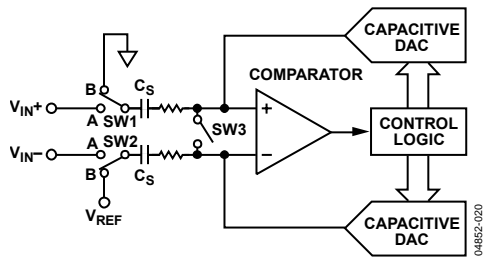 CAPACITIVE
DAC
COMPARATOR
B
CS
VIN+
A
SW1
+
SW3
CONTROL
LOGIC
VIN–
A
SW2
–
B
CS
VREF
CAPACITIVE
DAC
04852-020